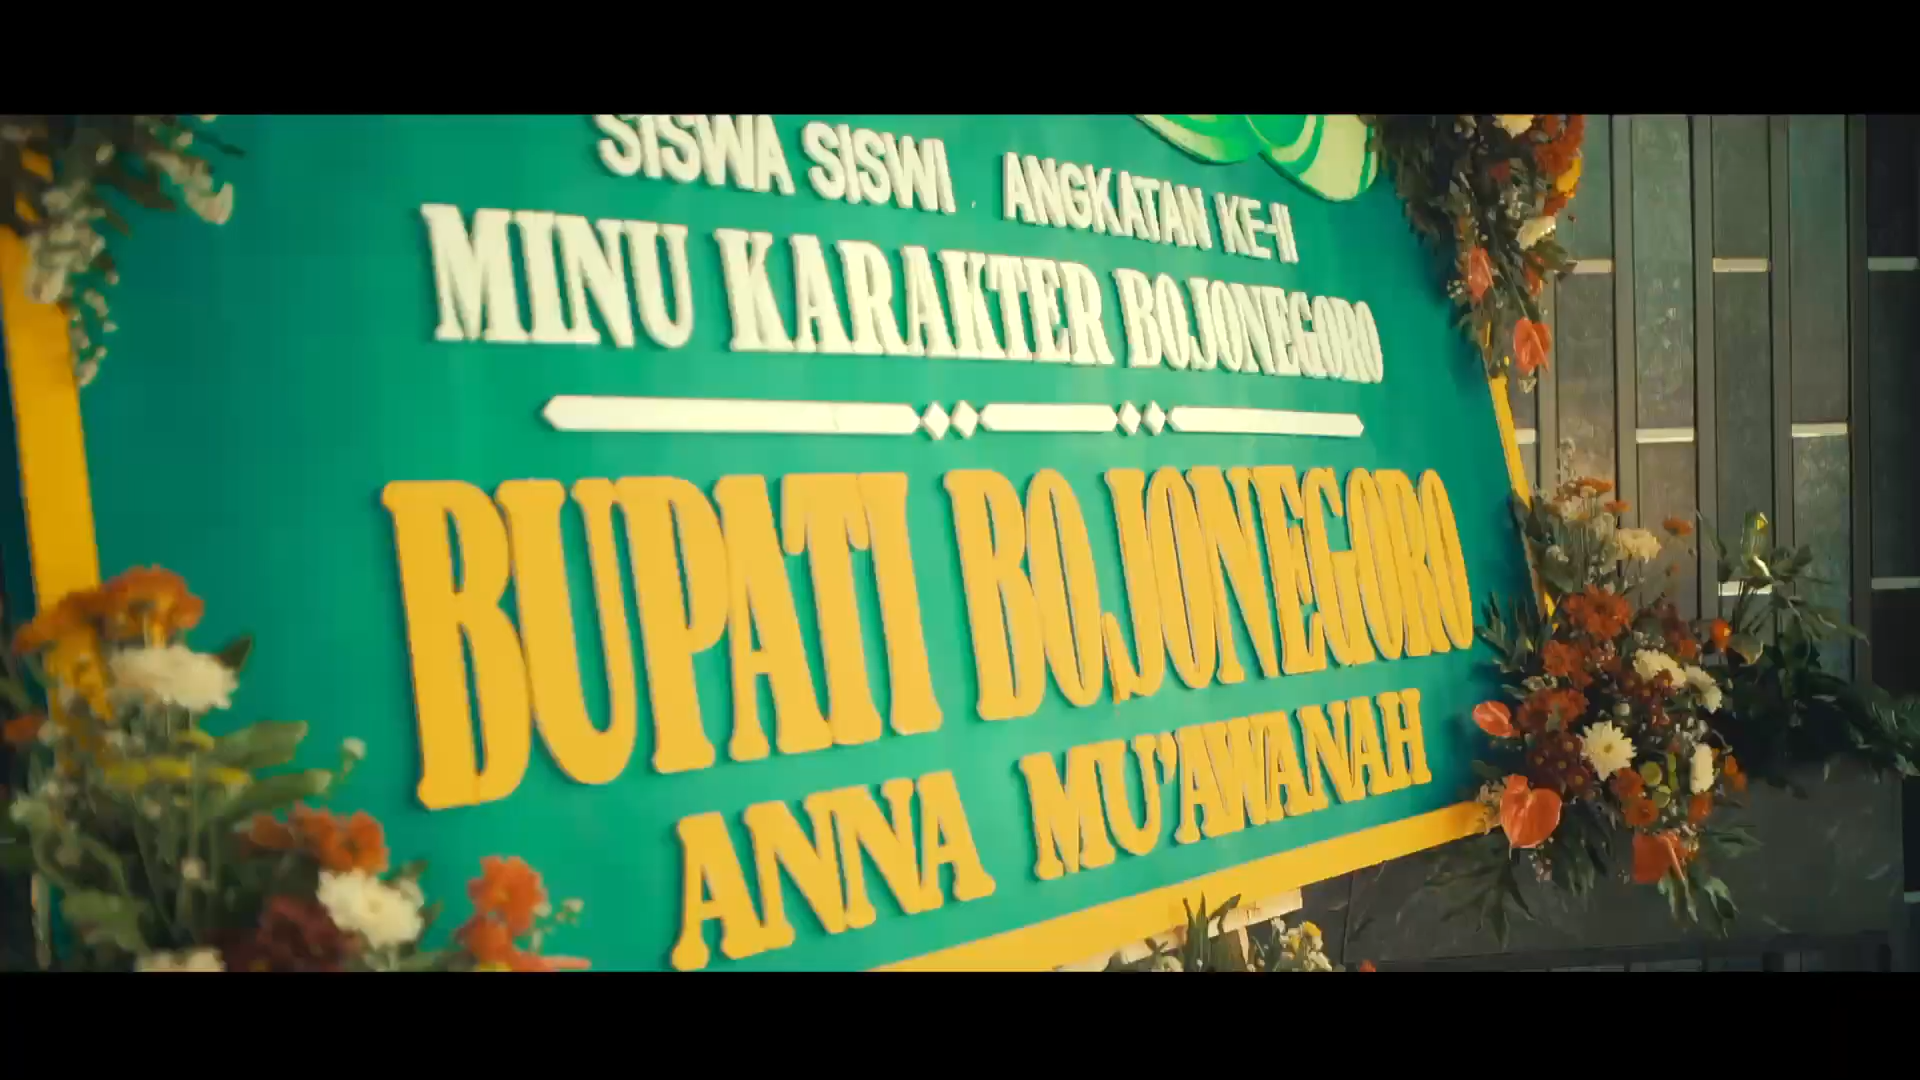 SISWA SISWI ANGKATAN KE-II
MINU KARAKTER BOJONEGORO
BUPATI BOJONEGORO
ANNA MU'AWANAH